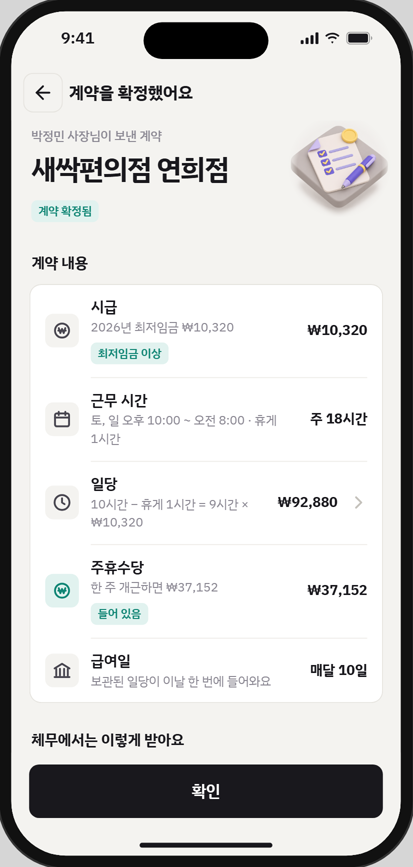 9:41
계약을 확정했어요
박정민 사장님이 보낸 계약
새싹편의점 연희점
계약 확정됨
계약 내용
시급
2026년 최저임금 ₩10,320
₩10,320
최저임금 이상
근무 시간
토, 일 오후 10:00 ~ 오전 8:00 · 휴게
1시간
주 18시간
일당
10시간 − 휴게 1시간 = 9시간 ×
₩10,320
₩92,880
주휴수당
한 주 개근하면 ₩37,152
₩37,152
들어 있음
급여일
보관된 일당이 이날 한 번에 들어와요
매달 10일
체무에서는 이렇게 받아요
확인